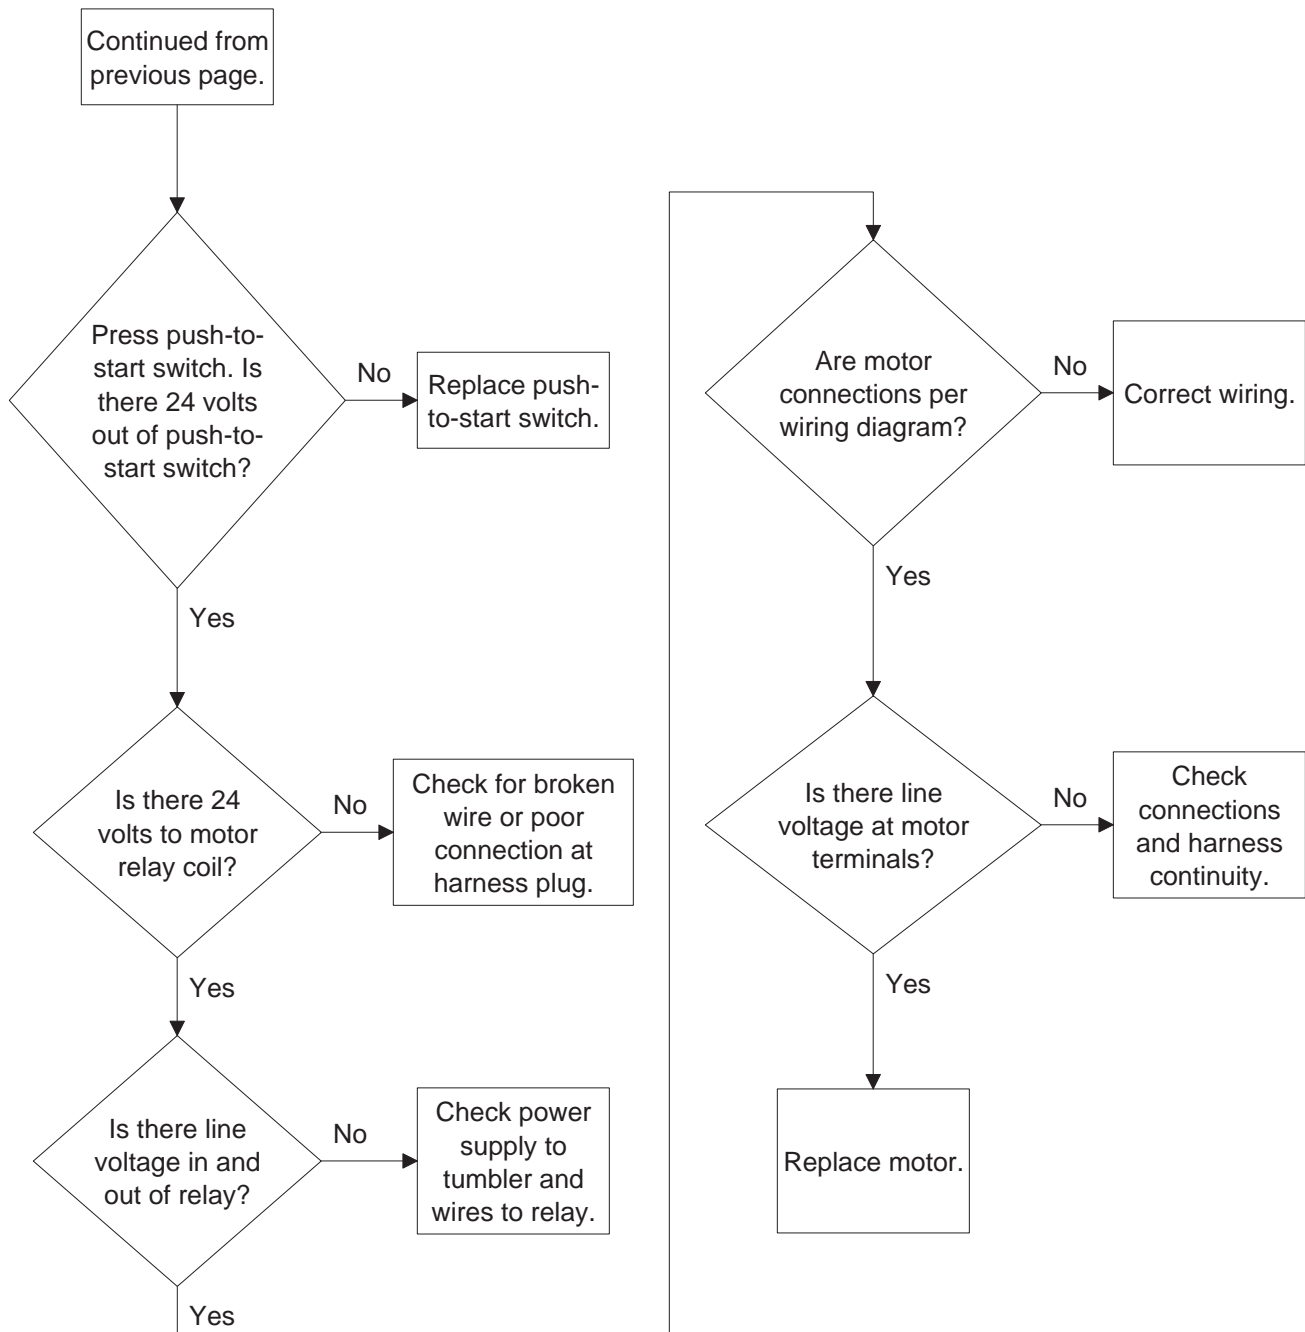 Continued from
previous page.
Press push-to-
start switch. Is
there 24 volts
out of push-to-
start switch?
No
Replace push-
to-start switch.
Yes
Is there 24
volts to motor
relay coil?
No
Check for broken
wire or poor
connection at
harness plug.
Yes
Is there line
voltage in and
out of relay?
No
Check power
supply to
tumbler and
wires to relay.
Yes
Are motor
connections per
wiring diagram?
No
Correct wiring.
Yes
Is there line
voltage at motor
terminals?
No
Check
connections
and harness
continuity.
Yes
Replace motor.